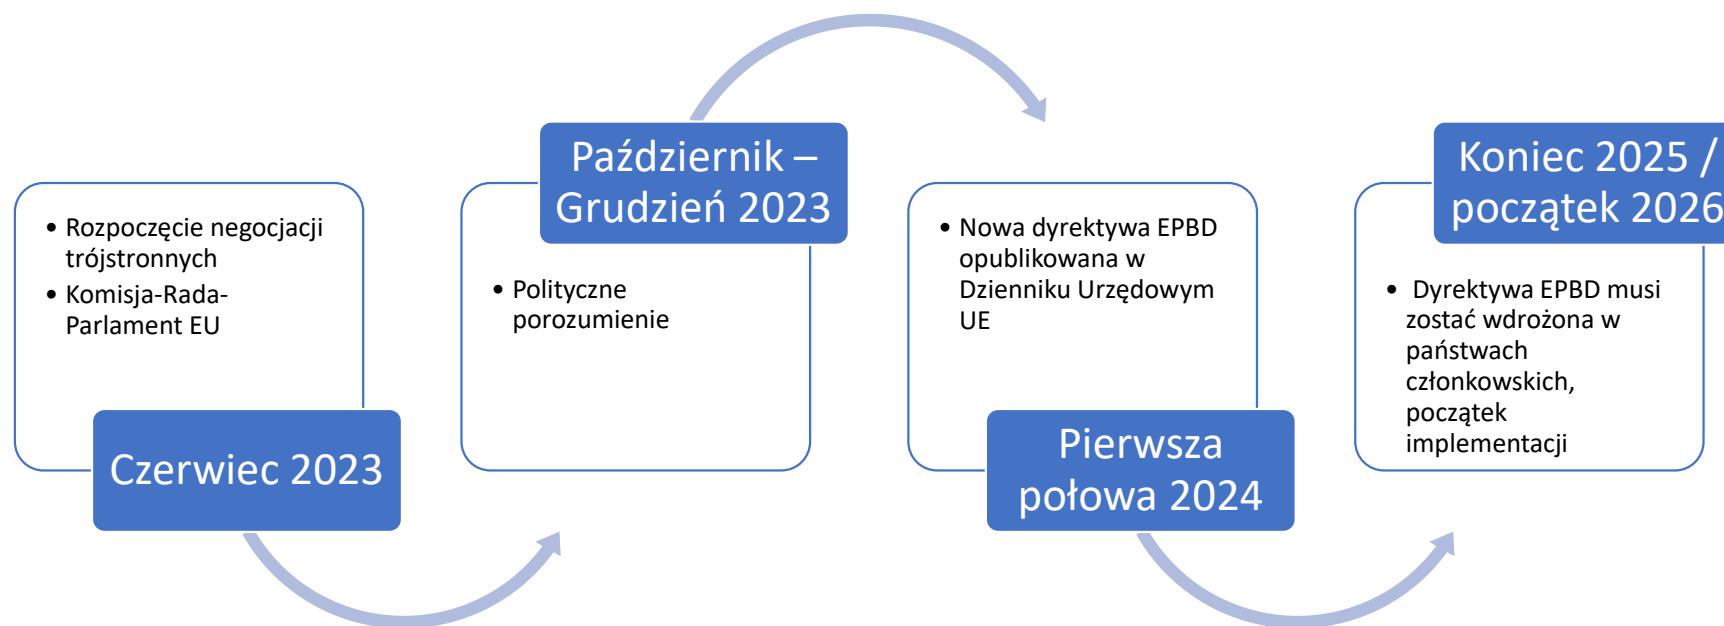 • Rozpoczęcie negocjacji
trójstronnych
• Komisja-Rada-
Parlament EU
Czerwiec 2023
Październik –
Grudzień 2023
• Polityczne
porozumienie
• Nowa dyrektywa EPBD
opublikowana w
Dzienniku Urzędowym
UE
Pierwsza
połowa 2024
Koniec 2025 /
początek 2026
• Dyrektywa EPBD musi
zostać wdrożona w
państwach
członkowskich,
początek
implementacji